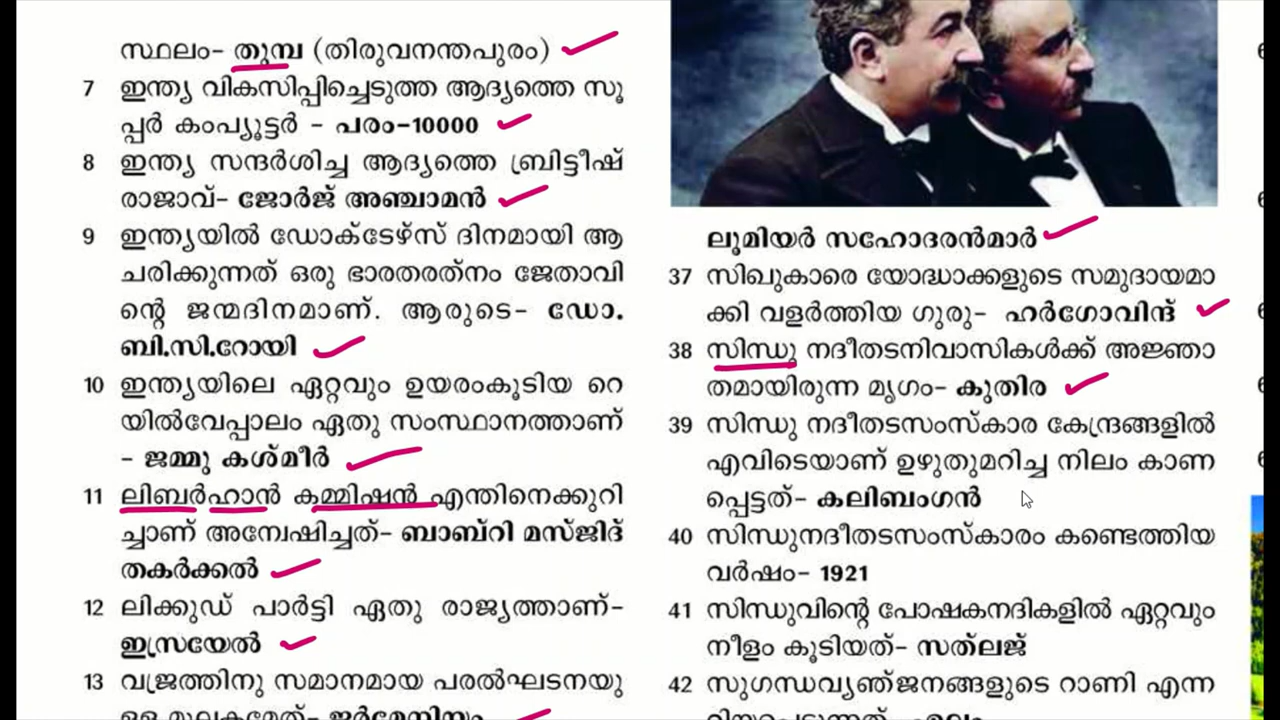 സ്ഥലം- തുമ്പ (തിരുവനന്തപുരം)
7 ഇന്ത്യ വികസിപ്പിച്ചെടുത്ത ആദ്യത്തെ സൂ
പ്പർ കംപ്യൂട്ടർ - പരം-10000
8 ഇന്ത്യ സന്ദർശിച്ച ആദ്യത്തെ ബ്രിട്ടീഷ്
രാജാവ്- ജോർജ് അഞ്ചാമൻ
9 ഇന്ത്യയിൽ ഡോക്ടേഴ്സ് ദിനമായി ആ
ചരിക്കുന്നത് ഒരു ഭാരതരത്നം ജേതാവി
ന്റെ ജന്മദിനമാണ്. ആരുടെ- ഡോ.
ബി.സി.റോയി
10 ഇന്ത്യയിലെ ഏറ്റവും ഉയരംകൂടിയ റെ
യിൽവേപ്പാലം ഏതു സംസ്ഥാനത്താണ്
- ജമ്മു കശ്മീർ
11 ലിബർഹാൻ കമ്മിഷൻ എന്തിനെക്കുറി
ച്ചാണ് അന്വേഷിച്ചത്- ബാബ്റി മസ്ജിദ്
തകർക്കൽ
12 ലിക്കുഡ് പാർട്ടി ഏതു രാജ്യത്താണ്-
ഇസ്രയേൽ
13 വജ്രത്തിനു സമാനമായ പരൽഘടനയു
ള്ള മൂലകമേത്- ജർമേനിയം
ലൂമിയർ സഹോദരൻമാർ
37 സിഖുകാരെ യോദ്ധാക്കളുടെ സമുദായമാ
ക്കി വളർത്തിയ ഗുരു- ഹർഗോവിന്ദ്
38 സിന്ധു നദീതടനിവാസികൾക്ക് അജ്ഞാ
തമായിരുന്ന മൃഗം- കുതിര
39 സിന്ധു നദീതടസംസ്കാര കേന്ദ്രങ്ങളിൽ
എവിടെയാണ് ഉഴുതുമറിച്ച നിലം കാണ
പ്പെട്ടത്- കലിബംഗൻ
40 സിന്ധുനദീതടസംസ്കാരം കണ്ടെത്തിയ
വർഷം- 1921
41 സിന്ധുവിന്റെ പോഷകനദികളിൽ ഏറ്റവും
നീളം കൂടിയത്- സത്ലജ്
42 സുഗന്ധവ്യഞ്ജനങ്ങളുടെ റാണി എന്ന
റിയപ്പെടുന്നത്- ഏലം